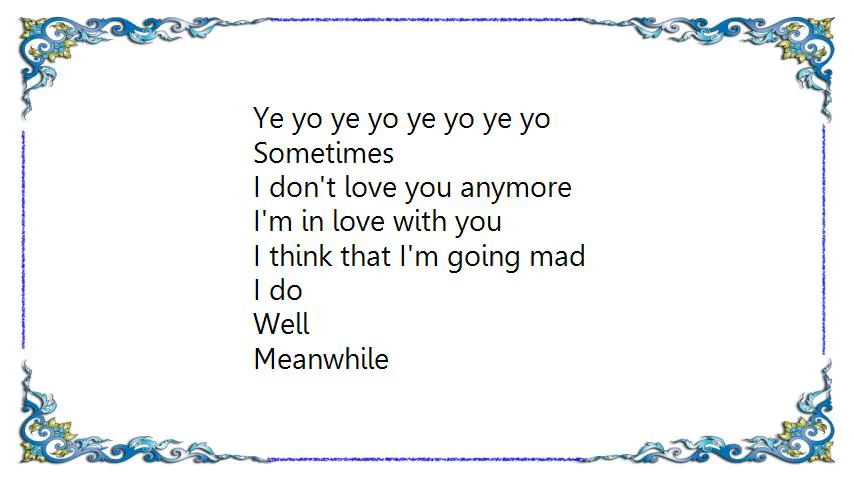 Ye yo ye yo ye yo ye yo
Sometimes
I don't love you anymore
I'm in love with you
I think that I'm going mad
I do
Well
Meanwhile